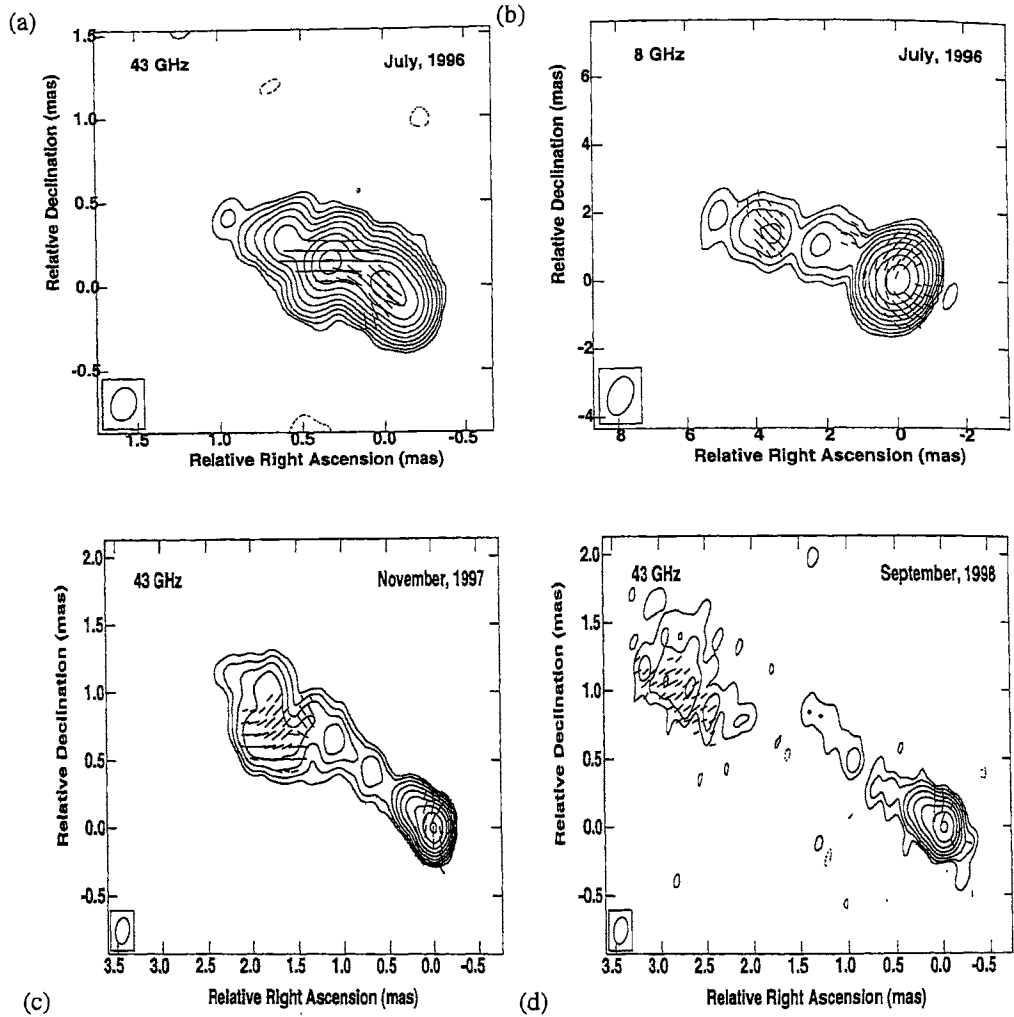 (a)
43 GHz
July, 1996
Relative Declination (mas)
1.5
1.0
0.5
0.0
-0.5
1.5
1.0
0.5
0.0
-0.5
Relative Right Ascension (mas)
(b)
8 GHz
July, 1996
Relative Declination (mas)
6
4
2
0
-2
-4
8
6
4
2
0
-2
Relative Right Ascension (mas)
43 GHz
November, 1997
Relative Declination (mas)
2.0
1.5
1.0
0.5
0.0
-0.5
3.5
3.0
2.5
2.0
1.5
1.0
0.5
0.0
-0.5
Relative Right Ascension (mas)
(c)
43 GHz
September, 1998
Relative Declination (mas)
2.0
1.5
1.0
0.5
0.0
-0.5
3.5
3.0
2.5
2.0
1.5
1.0
0.5
0.0
-0.5
Relative Right Ascension (mas)
(d)